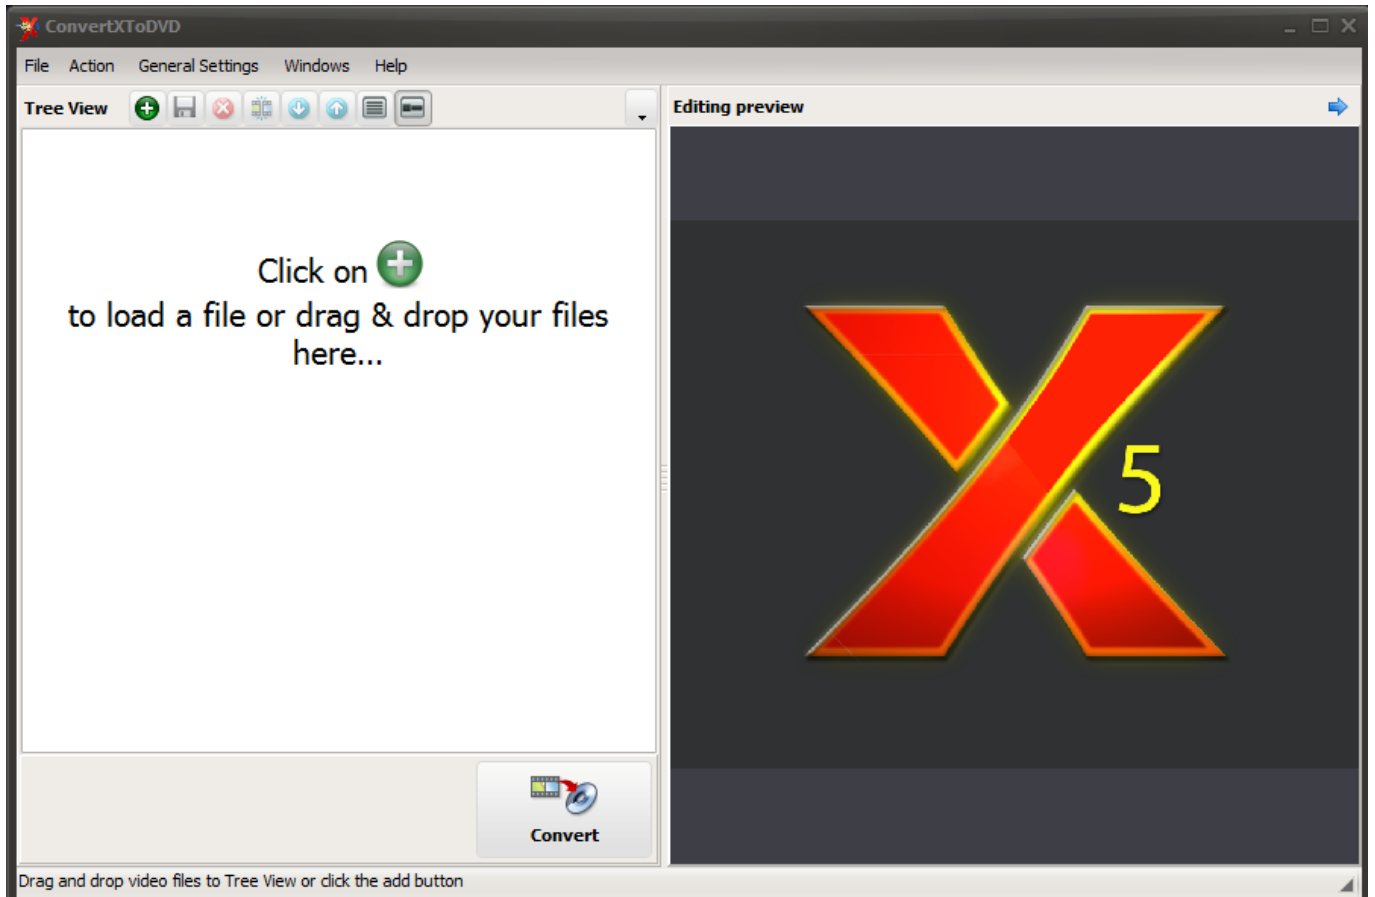 ConvertXToDVD
File Action General Settings Windows Help
Tree View
Editing preview
Click on
to load a file or drag & drop your files
here...
X
5
Convert
Drag and drop video files to Tree View or click the add button